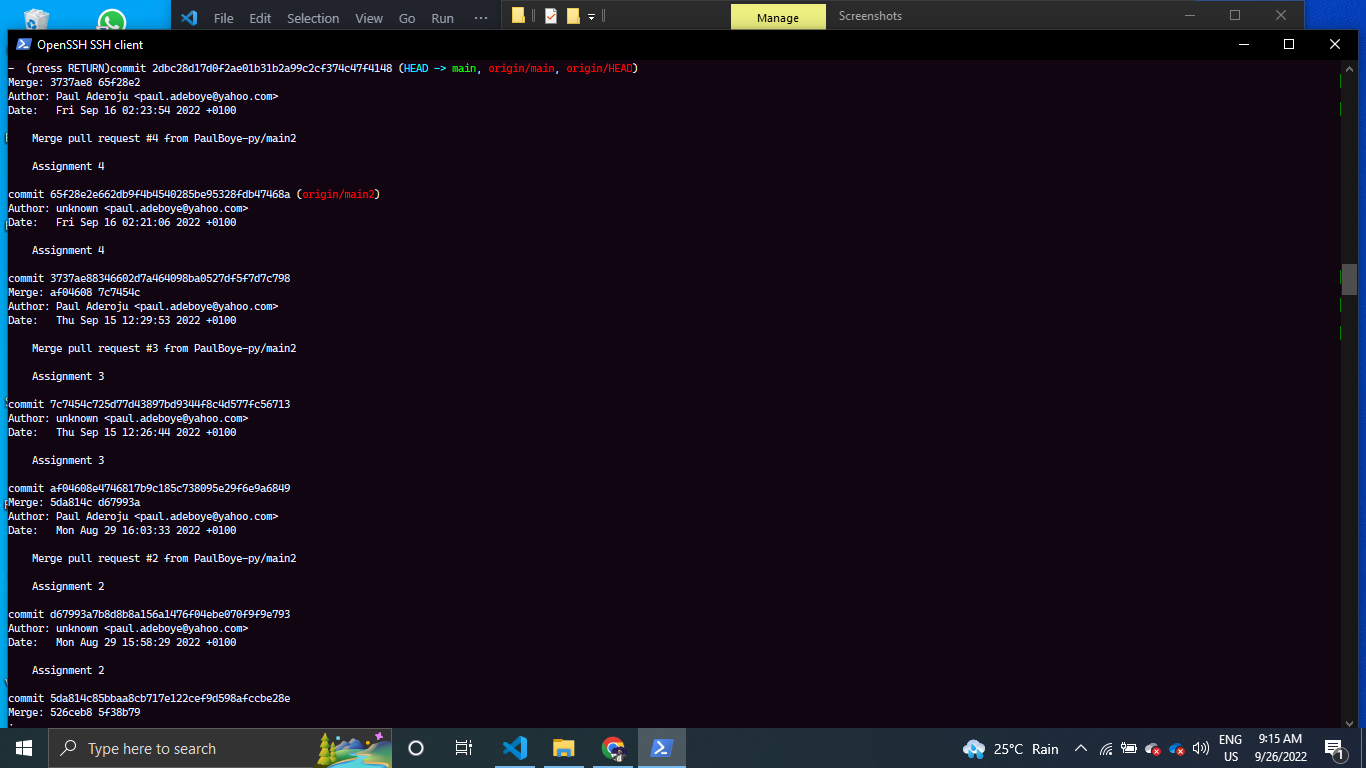 File Edit Selection View Go Run ···
Manage
Screenshots
OpenSSH SSH client
-  (press RETURN)commit 2dbc28d17d0f2ae01b31b2a99c2cf374c47f4148 (HEAD -> main, origin/main, origin/HEAD)
Merge: 3737ae8 65f28e2
Author: Paul Aderoju <paul.adeboye@yahoo.com>
Date:   Fri Sep 16 02:23:54 2022 +0100
Merge pull request #4 from PaulBoye-py/main2
Assignment 4
commit 65f28e2e662db9f4b4540285be95328fdb47468a (origin/main2)
Author: unknown <paul.adeboye@yahoo.com>
Date:   Fri Sep 16 02:21:06 2022 +0100
Assignment 4
commit 3737ae88346602d7a464098ba0527df5f7d7c798
Merge: af04608 7c7454c
Author: Paul Aderoju <paul.adeboye@yahoo.com>
Date:   Thu Sep 15 12:29:53 2022 +0100
Merge pull request #3 from PaulBoye-py/main2
Assignment 3
commit 7c7454c725d77d43897bd9344f8c4d577fc56713
Author: unknown <paul.adeboye@yahoo.com>
Date:   Thu Sep 15 12:26:44 2022 +0100
Assignment 3
commit af04608e4746817b9c185c738095e29f6e9a6849
Merge: 5da814c d67993a
Author: Paul Aderoju <paul.adeboye@yahoo.com>
Date:   Mon Aug 29 16:03:33 2022 +0100
Merge pull request #2 from PaulBoye-py/main2
Assignment 2
commit d67993a7b8d8b8a156a1476f04ebe070f9f9e793
Author: unknown <paul.adeboye@yahoo.com>
Date:   Mon Aug 29 15:58:29 2022 +0100
Assignment 2
commit 5da814c85bbaa8cb717e122cef9d598afccbe28e
Merge: 526ceb8 5f38b79
:
Type here to search
25°C Rain
ENG
US
9:15 AM
9/26/2022
1